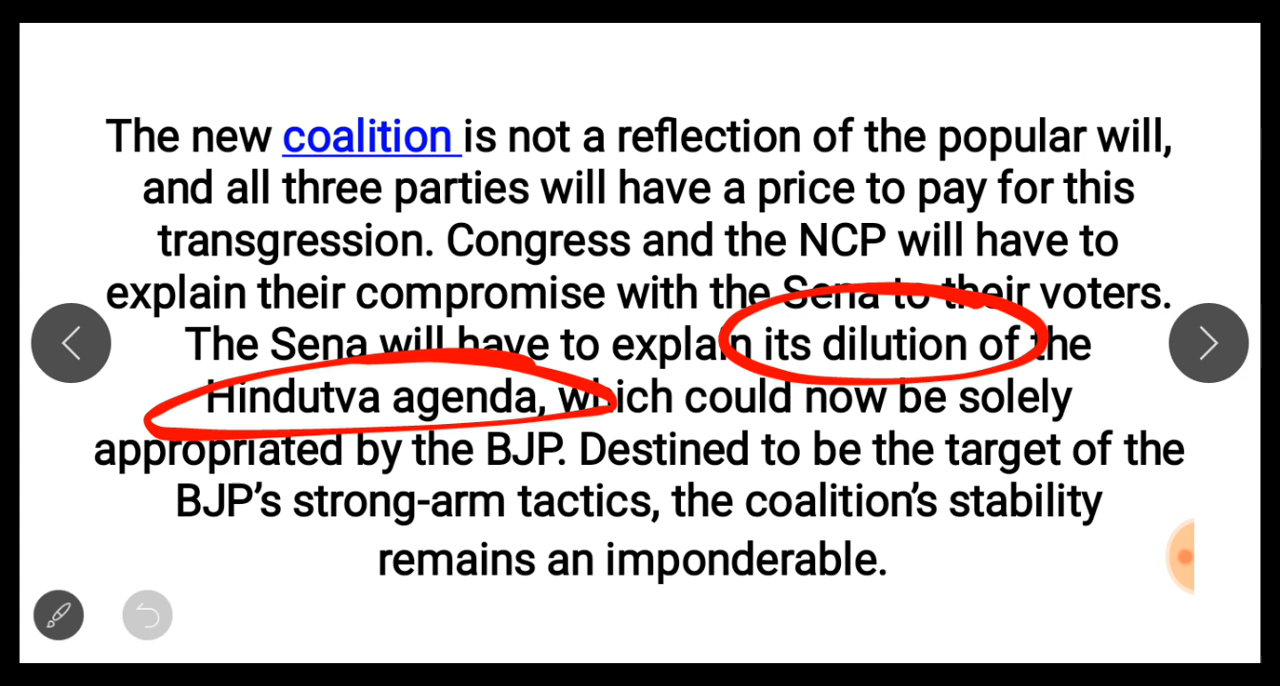 The new coalition is not a reflection of the popular will,
and all three parties will have a price to pay for this
transgression. Congress and the NCP will have to
explain their compromise with the Sena to their voters.
The Sena will have to explain its dilution of the
Hindutva agenda, which could now be solely
appropriated by the BJP. Destined to be the target of the
BJP’s strong-arm tactics, the coalition’s stability
remains an imponderable.